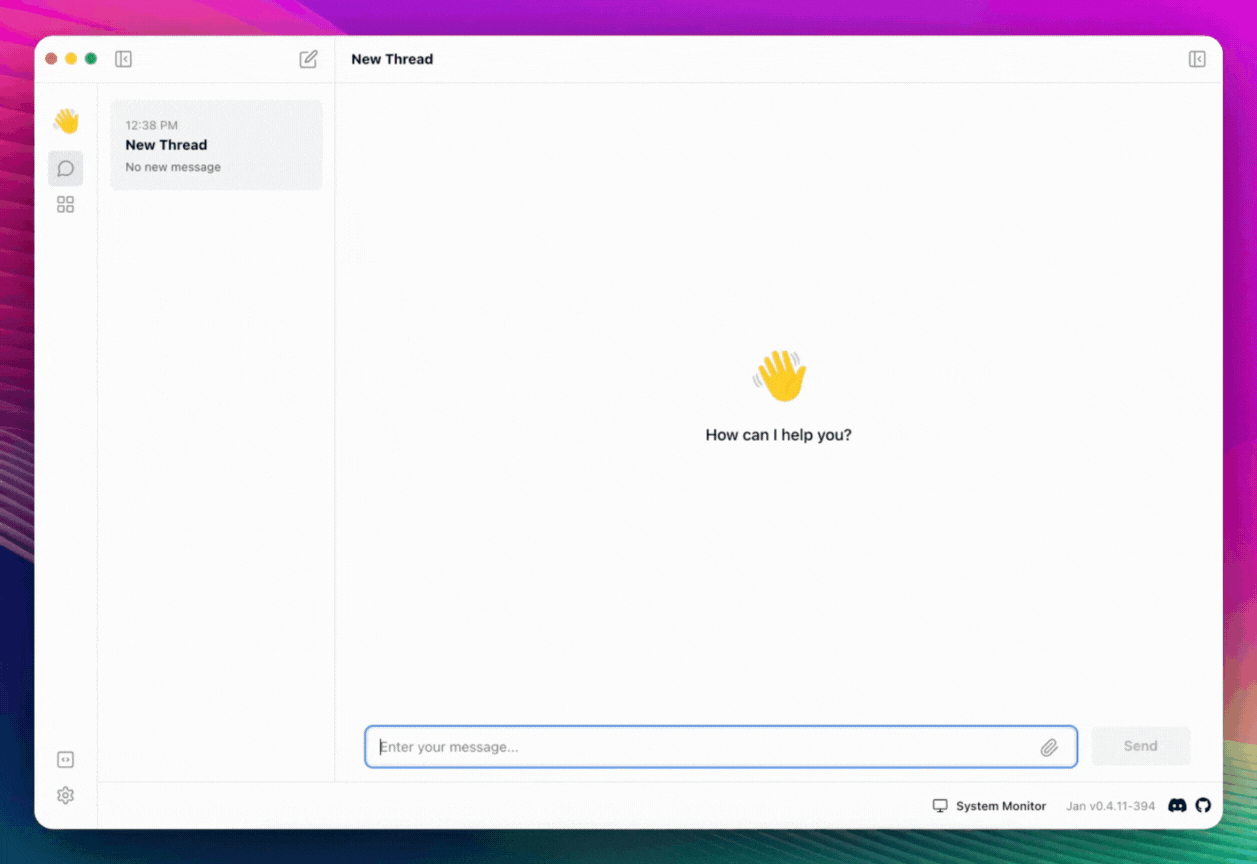 New Thread
12:38 PM
New Thread
No new message
How can I help you?
Enter your message...
Send
System Monitor
Jan v0.4.11-394